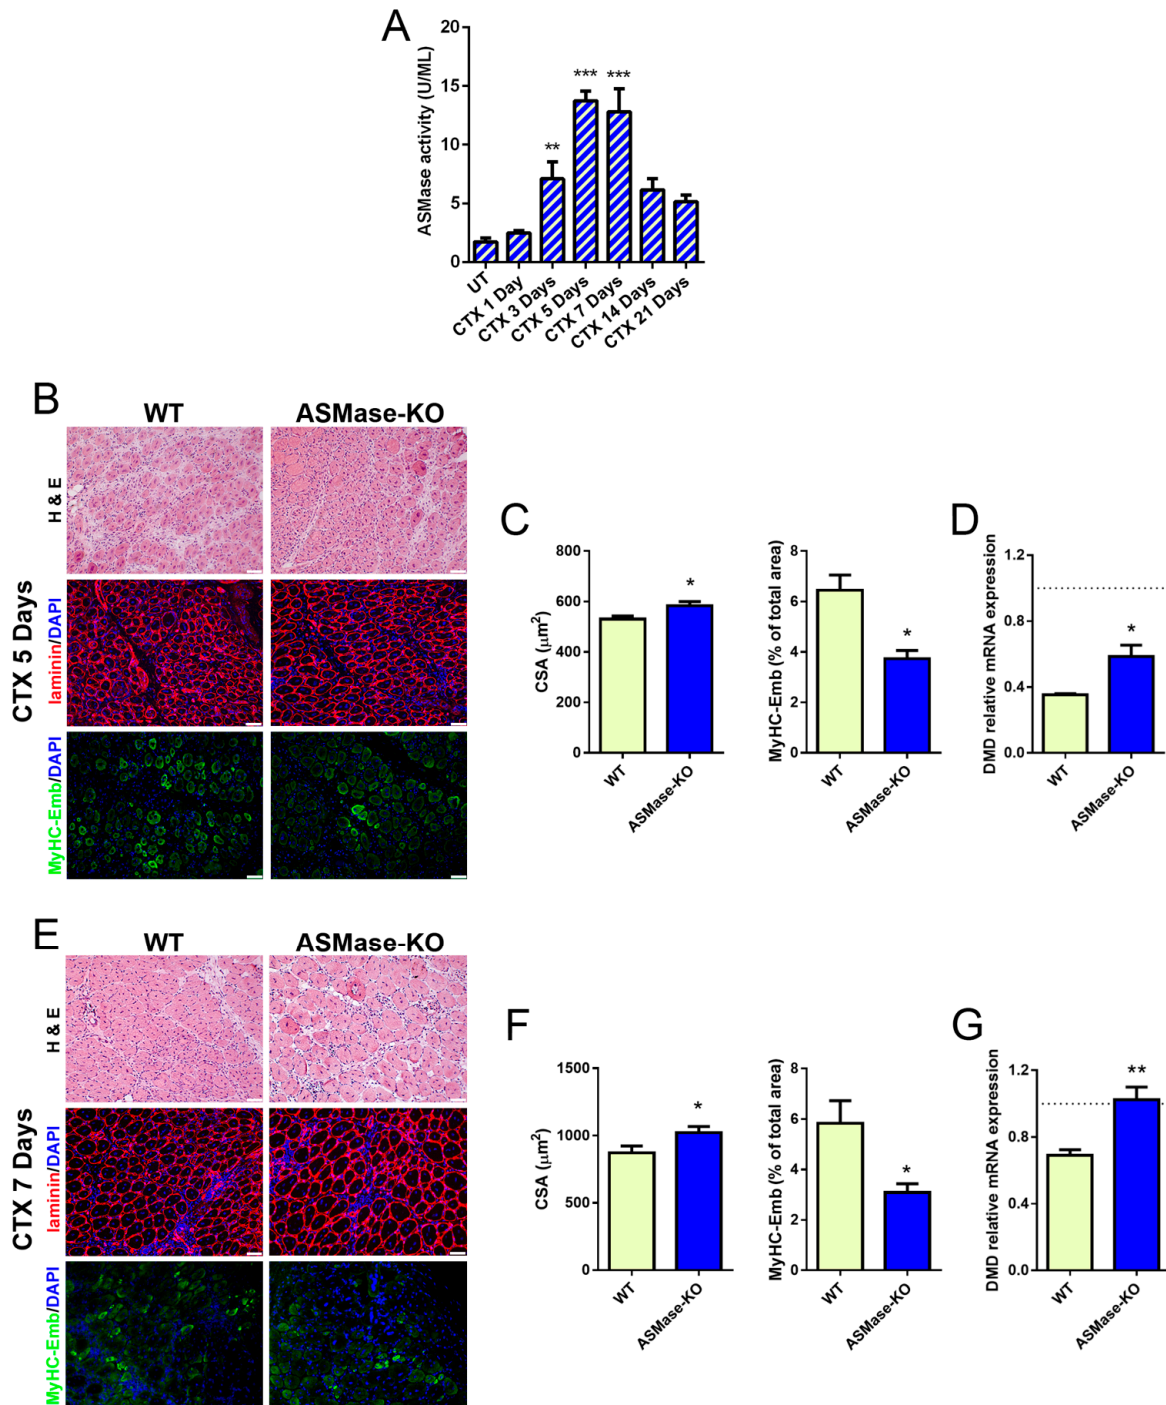 A
ASMase activity (U/ML)
20
15
10
5
0
**
***
***
UT
CTX 1 Day
CTX 3 Days
CTX 5 Days
CTX 7 Days
CTX 14 Days
CTX 21 Days
B
WT
ASMase-KO
CTX 5 Days
H & E
laminin/DAPI
MyHC-Emb/DAPI
C
CSA (μm²)
800
600
400
200
0
*
WT
ASMase-KO
MyHC-Emb (% of total area)
8
6
4
2
0
*
WT
ASMase-KO
D
DMD relative mRNA expression
1.2
0.8
0.4
0.0
*
WT
ASMase-KO
E
WT
ASMase-KO
CTX 7 Days
H & E
laminin/DAPI
MyHC-Emb/DAPI
F
CSA (μm²)
1500
1000
500
0
*
WT
ASMase-KO
MyHC-Emb (% of total area)
8
6
4
2
0
*
WT
ASMase-KO
G
DMD relative mRNA expression
1.2
0.8
0.4
0.0
**
WT
ASMase-KO